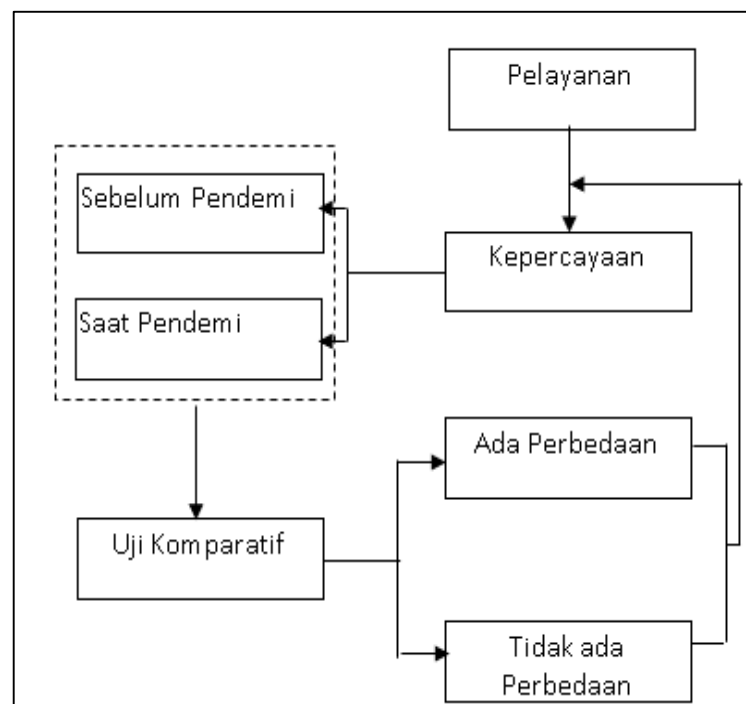 Pelayanan
Sebelum Pendemi
Kepercayaan
Saat Pendemi
Ada Perbedaan
Uji Komparatif
Tidak ada
Perbedaan